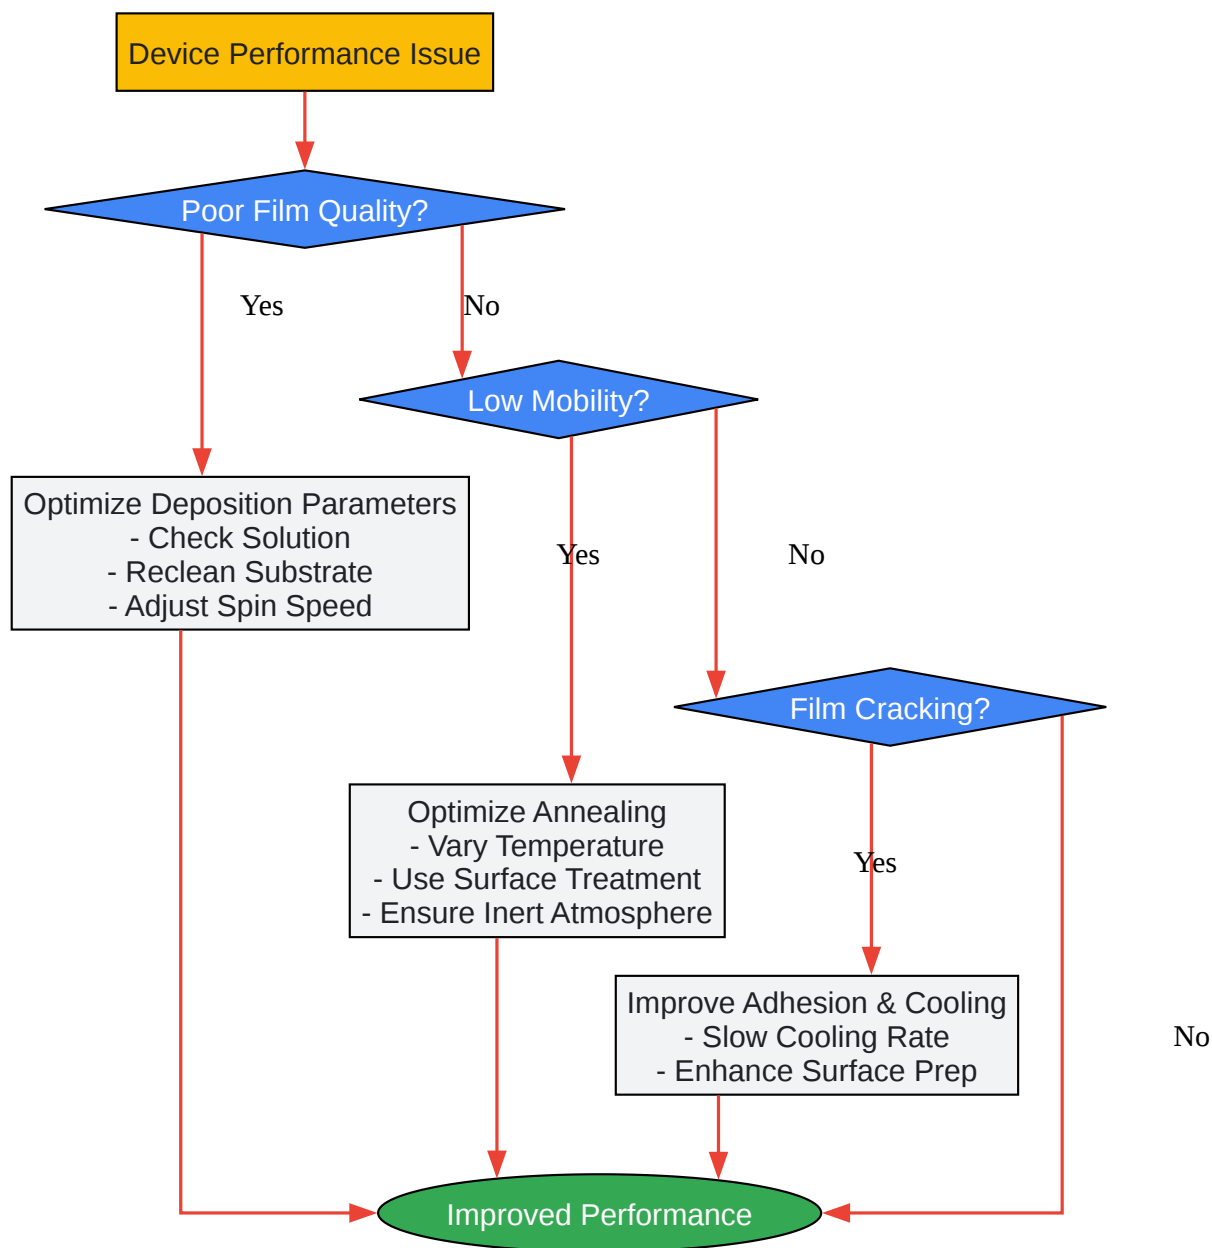 Device Performance Issue
Poor Film Quality?
Yes
No
Low Mobility?
Optimize Deposition Parameters
- Check Solution
- Reclean Substrate
- Adjust Spin Speed
Yes
No
Film Cracking?
Optimize Annealing
- Vary Temperature
- Use Surface Treatment
- Ensure Inert Atmosphere
Yes
Improve Adhesion & Cooling
- Slow Cooling Rate
- Enhance Surface Prep
No
Improved Performance